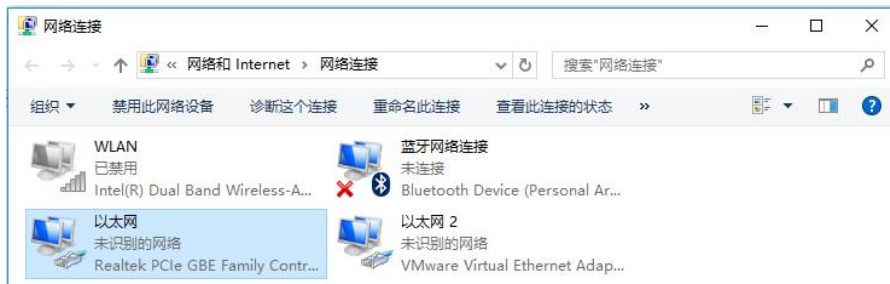 网络连接
« 网络和 Internet › 网络连接
搜索"网络连接"
组织 禁用此网络设备 诊断这个连接 重命名此连接 查看此连接的状态 »
WLAN
已禁用
Intel(R) Dual Band Wireless-A...
蓝牙网络连接
未连接
Bluetooth Device (Personal Ar...
以太网
未识别的网络
Realtek PCIe GBE Family Contr...
以太网 2
未识别的网络
VMware Virtual Ethernet Adap...